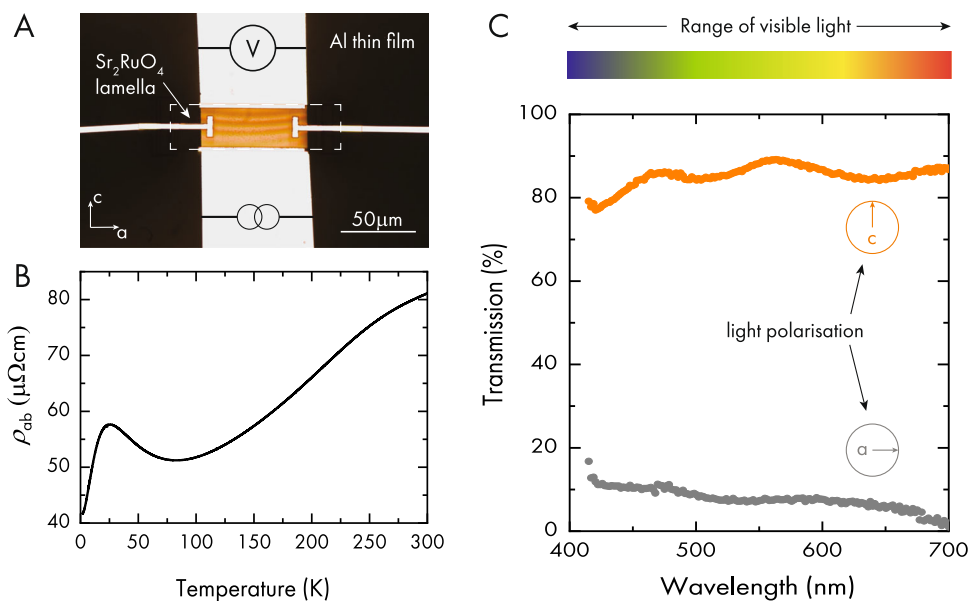 A
V
Al thin film
Sr₂RuO₄
lamella
c
a
50μm
B
80
70
60
50
40
ρab (μΩcm)
0 50 100 150 200 250 300
Temperature (K)
C
Range of visible light
100
80
60
40
20
0
Transmission (%)
c
light polarisation
a
400 500 600 700
Wavelength (nm)